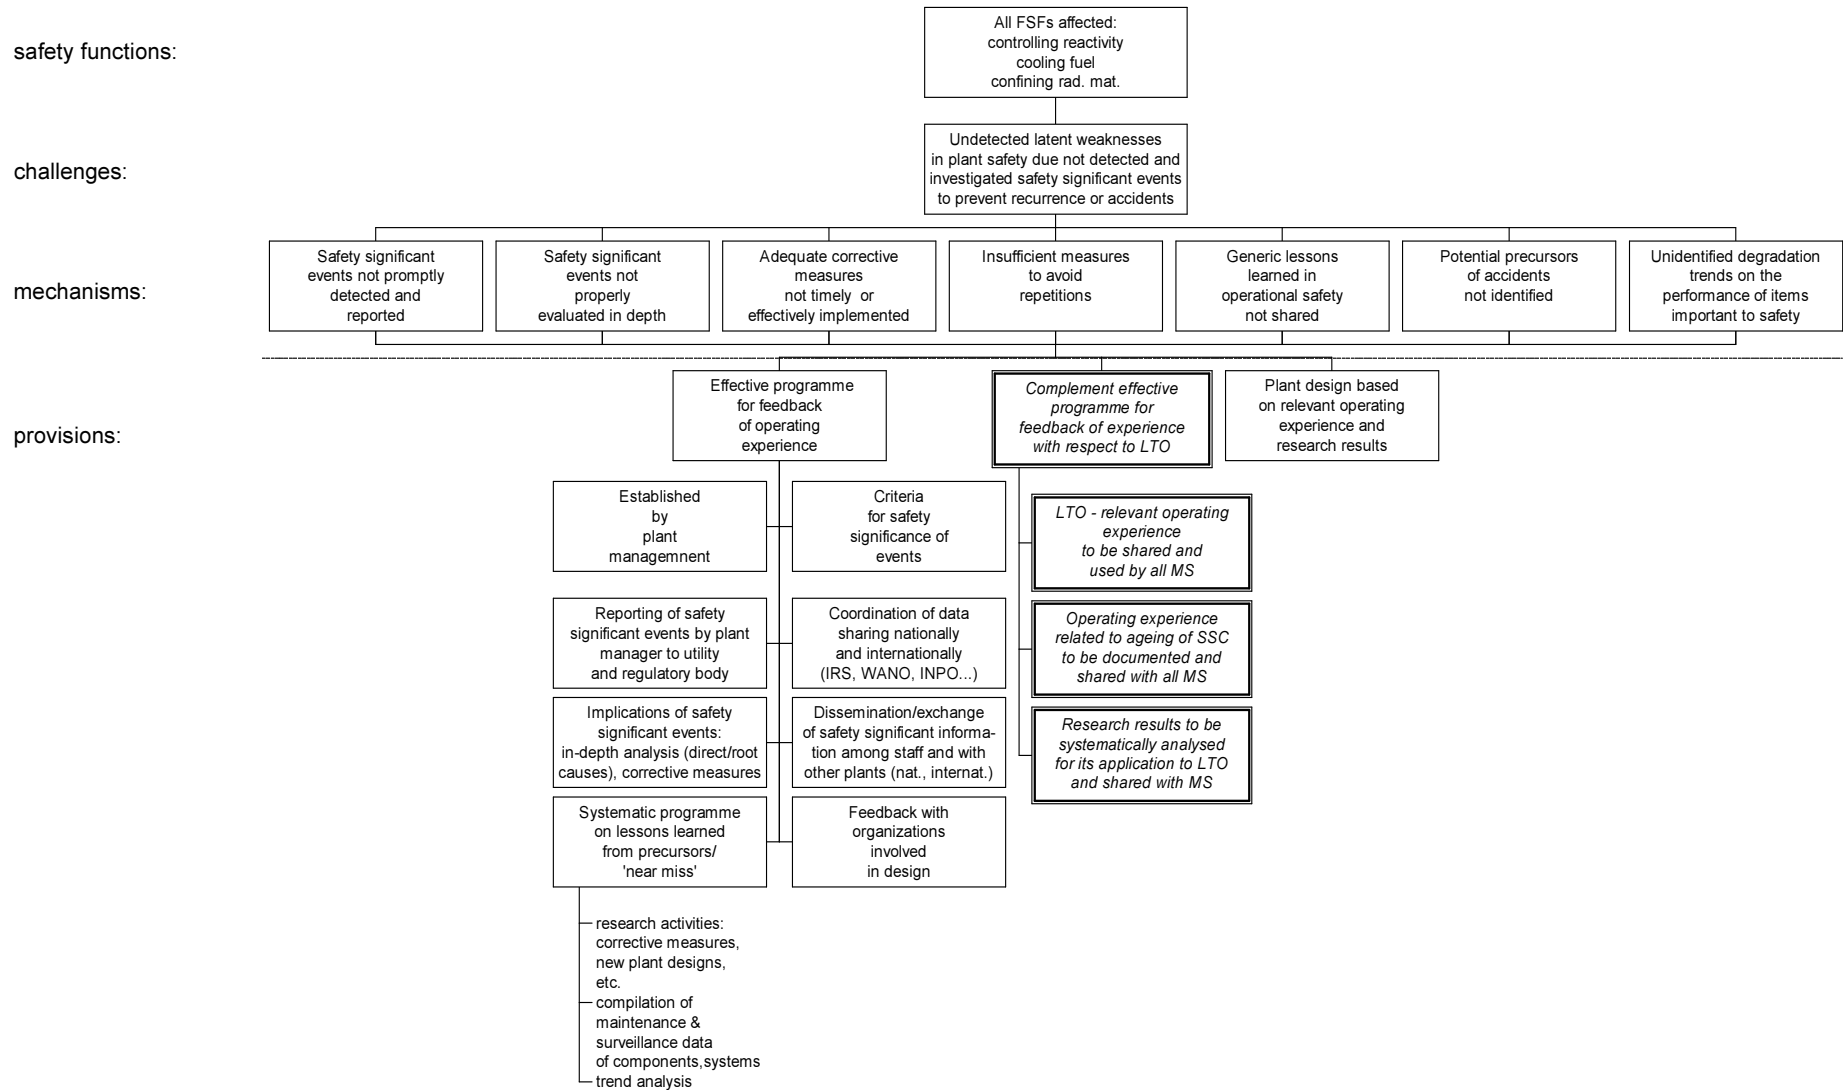 safety functions:
All FSFs affected:
controlling reactivity
cooling fuel
confining rad. mat.
challenges:
Undetected latent weaknesses
in plant safety due not detected and
investigated safety significant events
to prevent recurrence or accidents
mechanisms:
Safety significant
events not promptly
detected and
reported
Safety significant
events not
properly
evaluated in depth
Adequate corrective
measures
not timely or
effectively implemented
Insufficient measures
to avoid
repetitions
Generic lessons
learned in
operational safety
not shared
Potential precursors
of accidents
not identified
Unidentified degradation
trends on the
performance of items
important to safety
provisions:
Effective programme
for feedback
of operating
experience
Complement effective
programme for
feedback of experience
with respect to LTO
Plant design based
on relevant operating
experience and
research results
Established
by
plant
managemnent
Criteria
for safety
significance of
events
Reporting of safety
significant events by plant
manager to utility
and regulatory body
Coordination of data
sharing nationally
and internationally
(IRS, WANO, INPO...)
Implications of safety
significant events:
in-depth analysis (direct/root
causes), corrective measures
Dissemination/exchange
of safety significant informa-
tion among staff and with
other plants (nat., internat.)
Systematic programme
on lessons learned
from precursors/
'near miss'
Feedback with
organizations
involved
in design
research activities:
corrective measures,
new plant designs,
etc.
compilation of
maintenance &
surveillance data
of components,systems
trend analysis
LTO - relevant operating
experience
to be shared and
used by all MS
Operating experience
related to ageing of SSC
to be documented and
shared with all MS
Research results to be
systematically analysed
for its application to LTO
and shared with MS